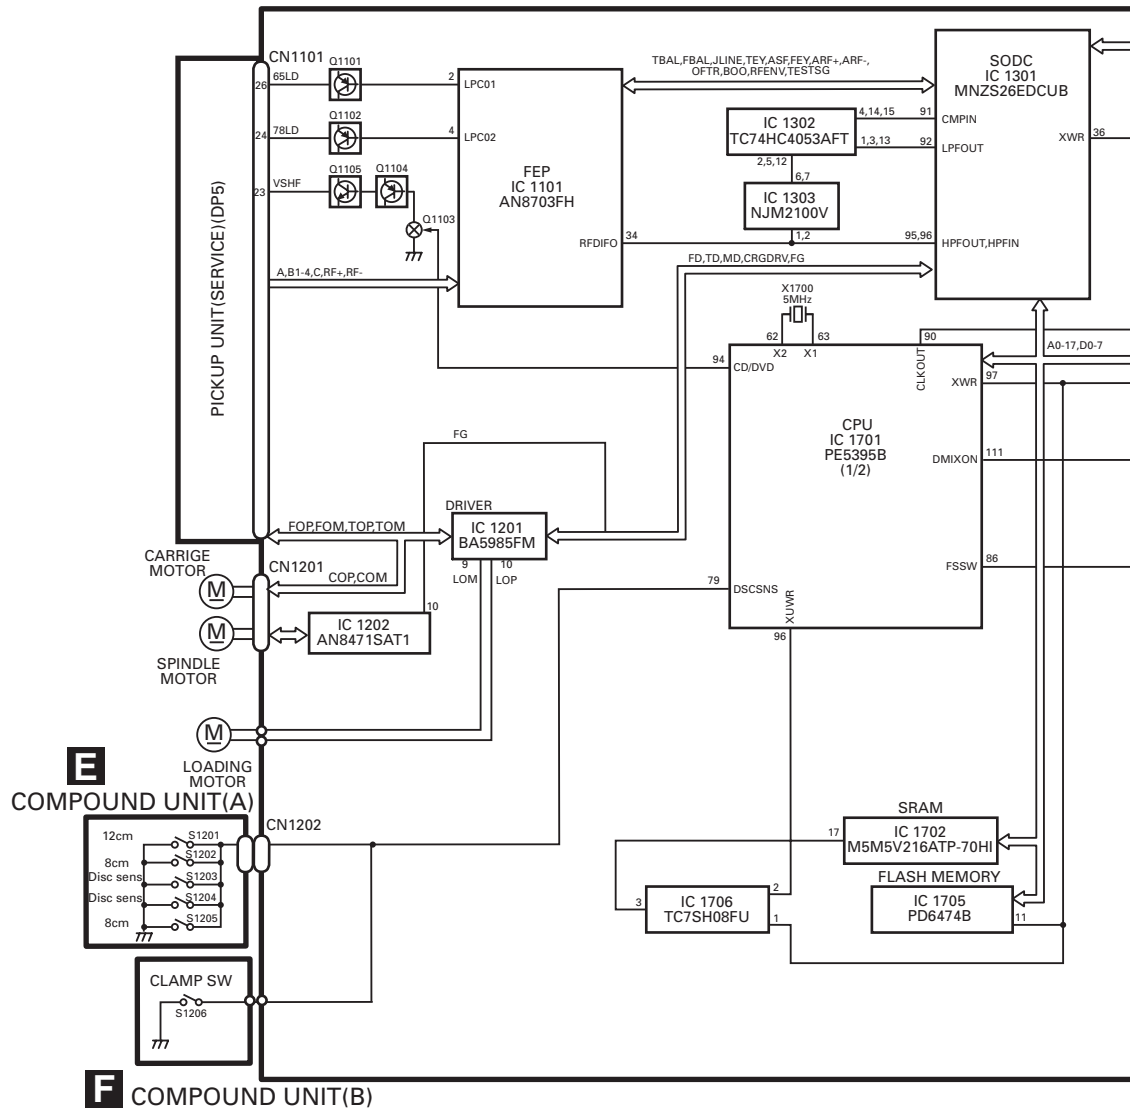 CN1101
Q1101
65LD
26
2
LPC01
Q1102
78LD
24
4
LPC02
Q1105
Q1104
VSHF
23
Q1103
FEP
IC 1101
AN8703FH
RFDIFO
34
A,B1-4,C,RF+,RF-
PICKUP UNIT(SERVICE)(DP5)
TBAL,FBAL,JLINE,TEY,ASF,FEY,ARF+,ARF-,
OFTR,BOO,RFENV,TESTSG
SODC
IC 1301
MNZS26EDCUB
4,14,15
91
CMPIN
IC 1302
TC74HC4053AFT
1,3,13
92
LPFOUT
XWR
36
2,5,12
6,7
IC 1303
NJM2100V
1,2
95,96
HPFOUT,HPFIN
FD,TD,MD,CRGDRV,FG
X1700
5MHz
62
63
X2
X1
90
CLKOUT
A0-17,D0-7
94
CD/DVD
XWR
97
CPU
IC 1701
PE5395B
(1/2)
DMIXON
111
FSSW
86
79
DSCSNS
XUWR
96
FG
DRIVER
IC 1201
BA5985FM
FOP,FOM,TOP,TOM
9
10
LOM
LOP
CARRIGE
MOTOR
CN1201
COP,COM
M
10
IC 1202
AN8471SAT1
M
SPINDLE
MOTOR
M
LOADING
MOTOR
E
COMPOUND UNIT(A)
CN1202
12cm
S1201
8cm
S1202
Disc sens
S1203
Disc sens
S1204
8cm
S1205
CLAMP SW
S1206
F
COMPOUND UNIT(B)
SRAM
17
IC 1702
M5M5V216ATP-70HI
FLASH MEMORY
IC 1705
PD6474B
11
2
3
IC 1706
TC7SH08FU
1